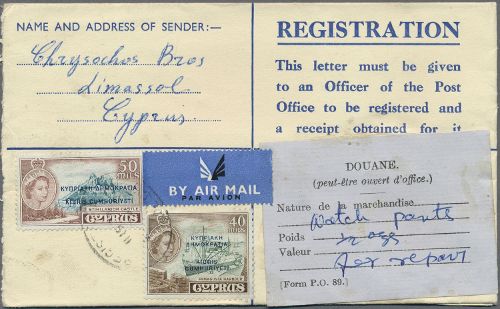 NAME AND ADDRESS OF SENDER:—
Chrysochos Bros
Limassol
Cyprus
REGISTRATION
This letter must be given
to an Officer of the Post
Office to be registered and
a receipt obtained for it
50
MILS
ΚΥΠΡΙΑΚΗ ΔΗΜΟΚΡΑΤΙΑ
KIBRIS CUMHURIYETI
CYPRUS
BY AIR MAIL
PAR AVION
40
MILS
ΚΥΠΡΙΑΚΗ
ΔΗΜΟΚΡΑΤΙΑ
KIBRIS
CUMHURIYETI
CYPRUS
DOUANE.
(peut-être ouvert d'office.)
Nature de la marchandise
Watch parts
Poids
½ ozs
Valeur
For repair
[Form P.O. 89.]